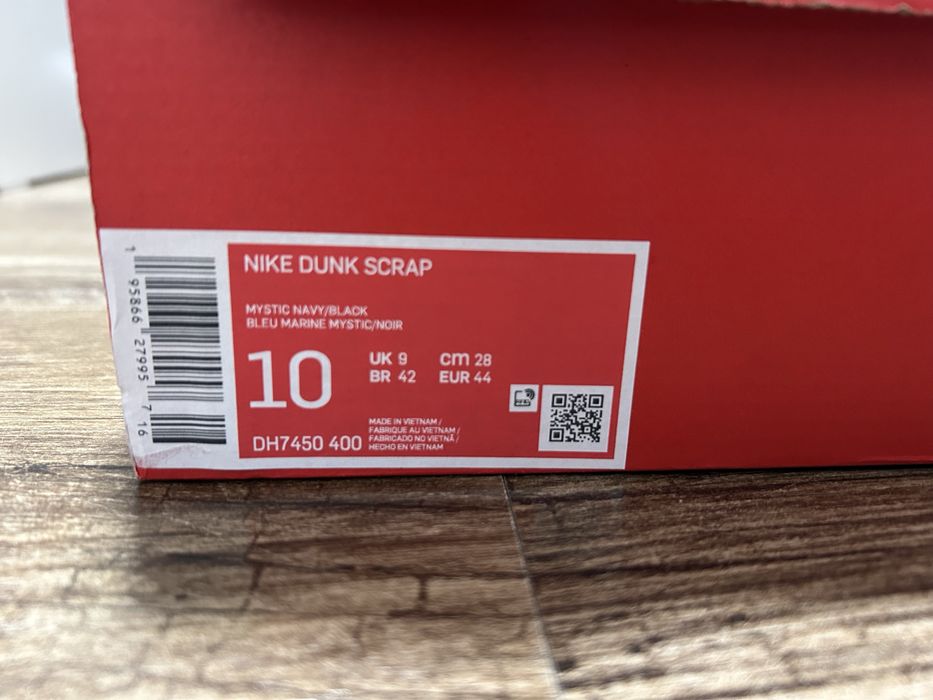 NIKE DUNK SCRAP
MYSTIC NAVY/BLACK
BLEU MARINE MYSTIC/NOIR
10
UK 9 cm 28
BR 42 EUR 44
DH7450 400
MADE IN VIETNAM /
FABRIQUE AU VIETNAM /
FABRICADO NO VIETNÃ /
HECHO EN VIETNAM
1 95866 27995 7 16